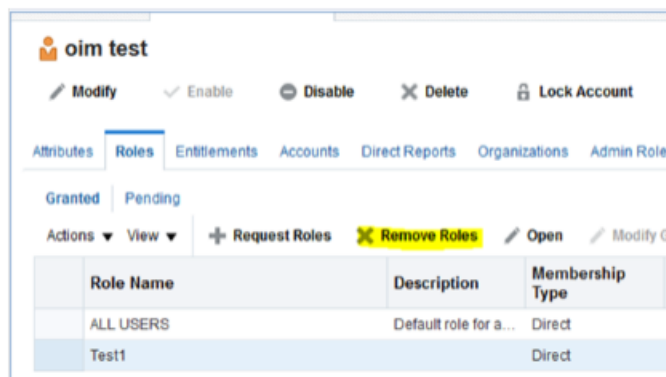 oim test
Modify Enable Disable Delete Lock Account
Attributes Roles Entitlements Accounts Direct Reports Organizations Admin Role
Granted Pending
Actions View Request Roles Remove Roles Open Modify G
Role Name Description Membership Type
ALL USERS Default role for a... Direct
Test1 Direct